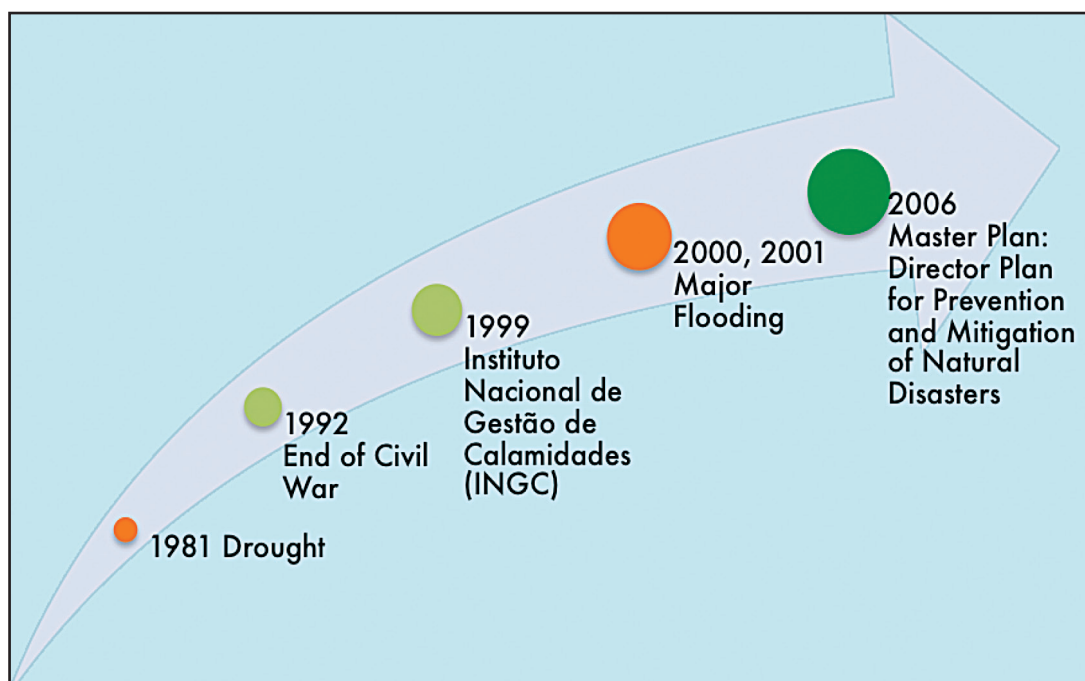 1981 Drought
1992
End of Civil
War
1999
Instituto
Nacional de
Gestão de
Calamidades
(INGC)
2000, 2001
Major
Flooding
2006
Master Plan:
Director Plan
for Prevention
and Mitigation
of Natural
Disasters